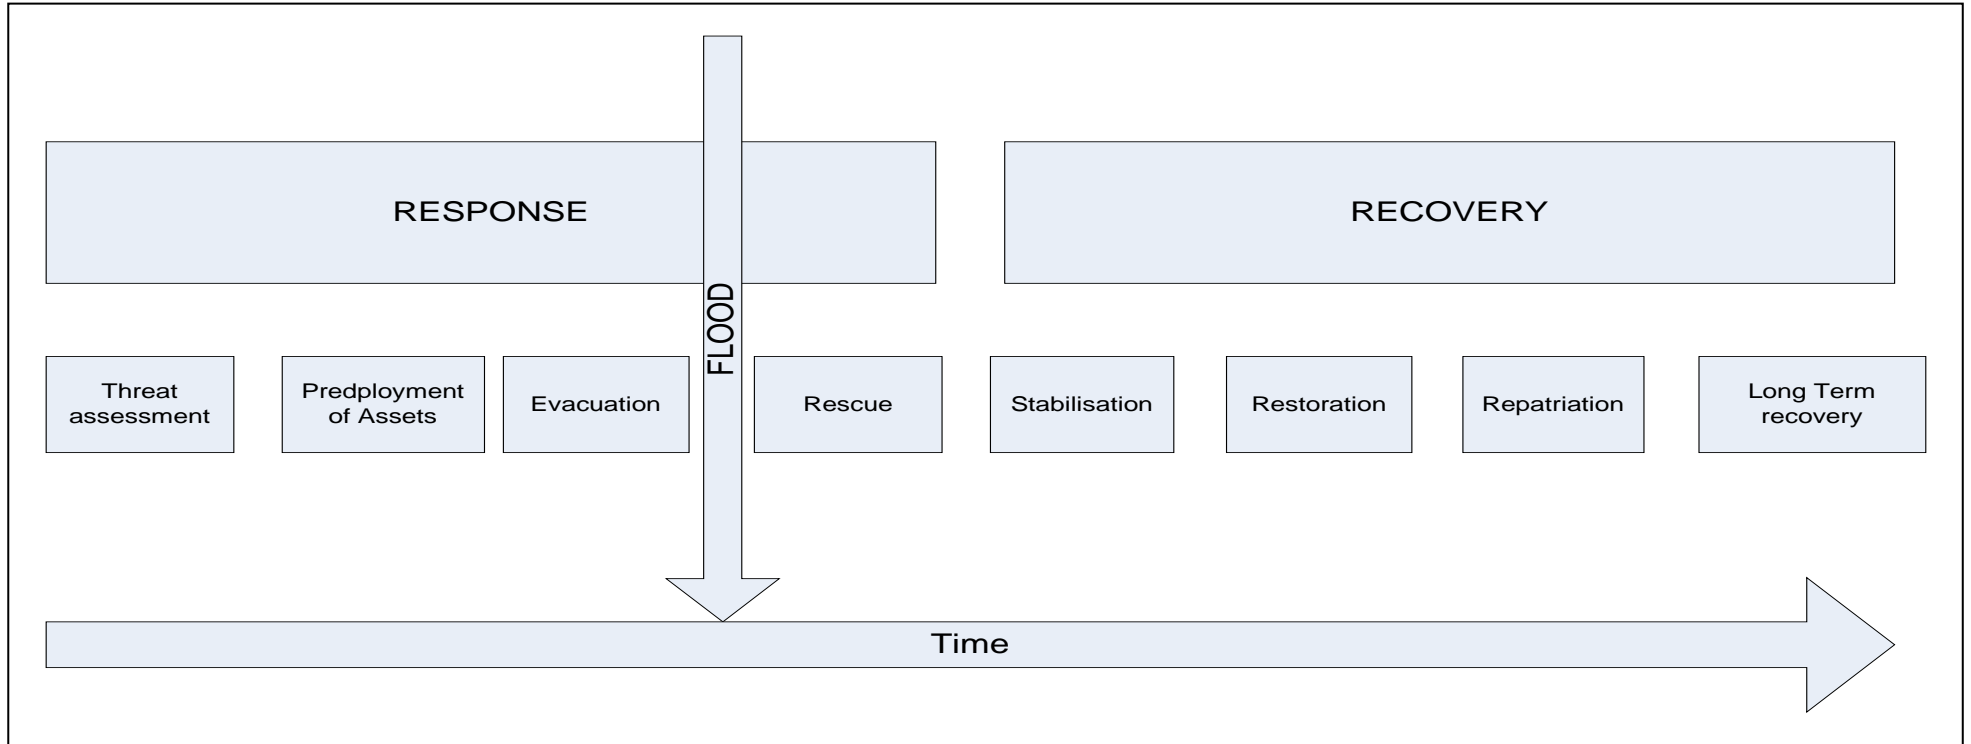 RESPONSE
RECOVERY
FLOOD
Threat
assessment
Predployment
of Assets
Evacuation
Rescue
Stabilisation
Restoration
Repatriation
Long Term
recovery
Time